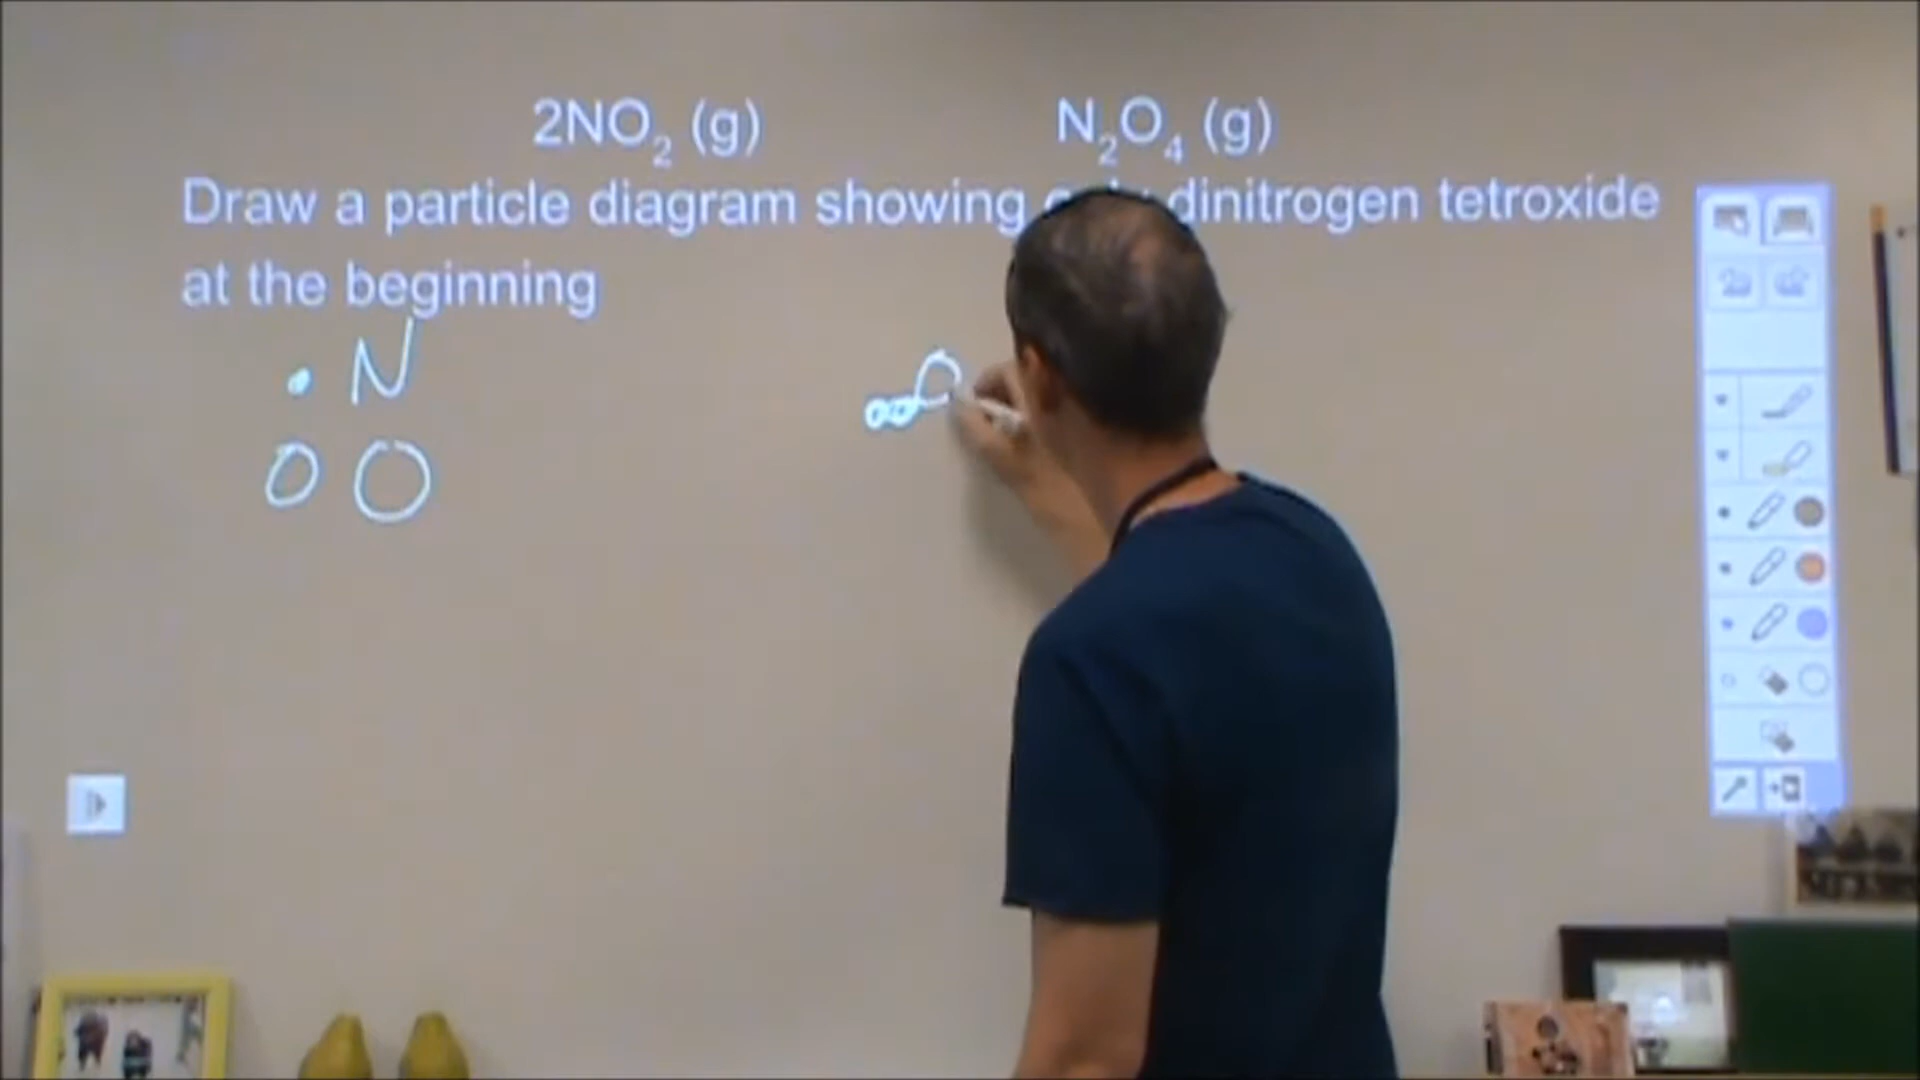 2NO₂ (g) N₂O₄ (g)
Draw a particle diagram showing dinitrogen tetroxide
at the beginning
N
O